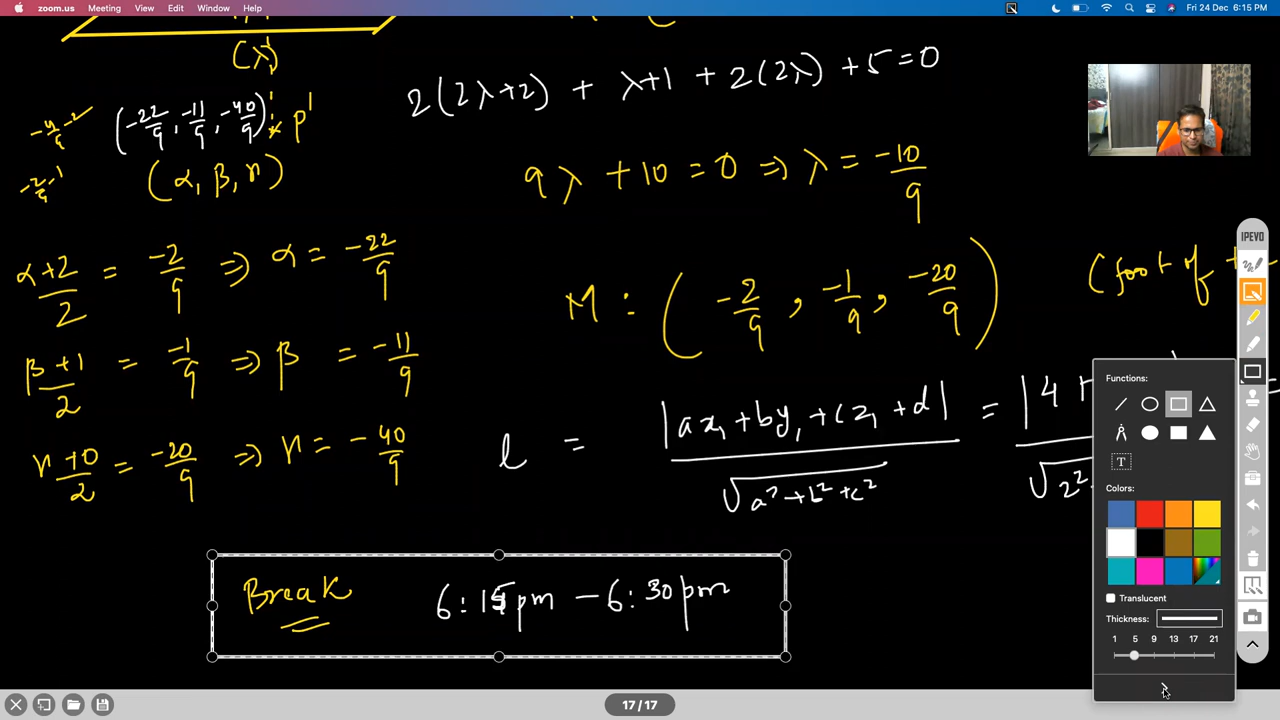 zoom.us Meeting View Edit Window Help Fri 24 Dec 6:15 PM
(λ)
2(2λ+2) + λ+1 + 2(2λ) +5=0
(-22/9, -11/9, -40/9) P'
(α, β, γ)
9λ +10 = 0 ⇒ λ = -10/9
α+2/2 = -2/9 ⇒ α = -22/9
M : (-2/9, -1/9, -20/9) (foot of
β+1/2 = -1/9 ⇒ β = -11/9
l = |ax₁+by₁+cz₁+d|/√a²+b²+c² = |4+
√2²
γ+0/2 = -20/9 ⇒ γ = -40/9
Break 6:15pm – 6:30pm
IPEVO
Functions:
T
Colors:
Translucent
Thickness:
1 5 9 13 17 21
17 / 17